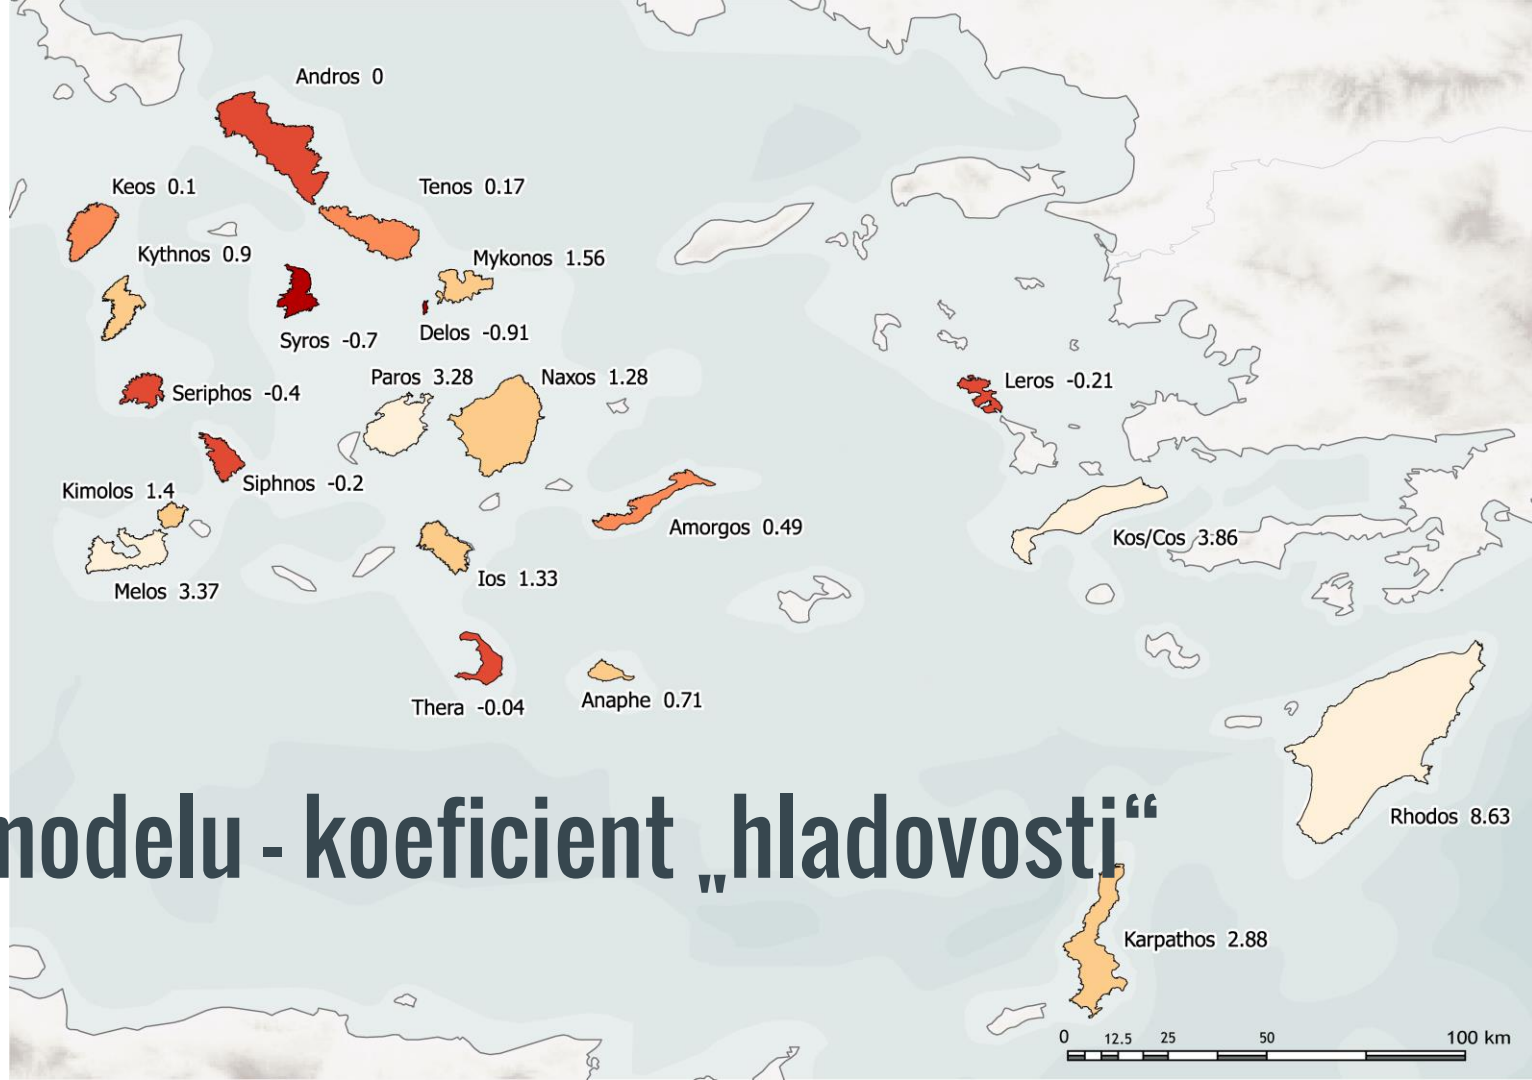 Andros 0
Keos 0.1
Tenos 0.17
Kythnos 0.9
Mykonos 1.56
Syros -0.7
Delos -0.91
Paros 3.28
Naxos 1.28
Leros -0.21
Seriphos -0.4
Siphnos -0.2
Kimolos 1.4
Amorgos 0.49
Kos/Cos 3.86
Melos 3.37
Ios 1.33
Thera -0.04
Anaphe 0.71
Rhodos 8.63
modelu - koeficient „hladovosti“
Karpathos 2.88
0 12.5 25 50 100 km